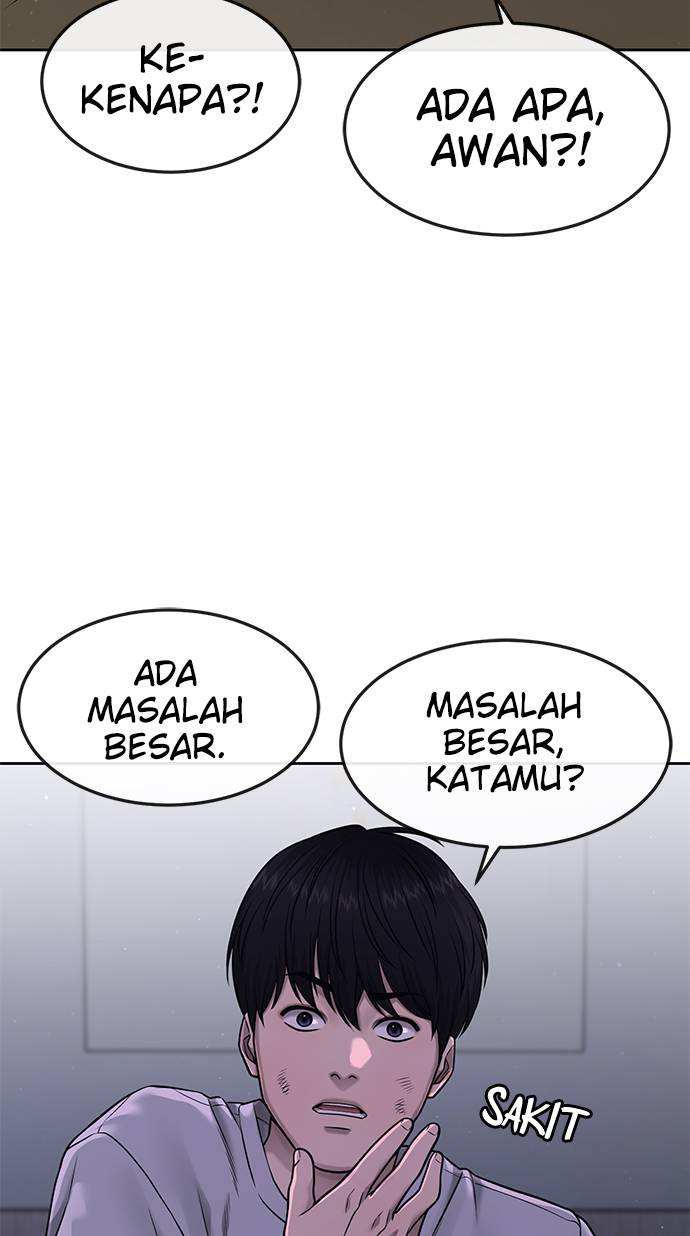 KE-
KENAPA?!
ADA APA,
AWAN?!
ADA
MASALAH
BESAR.
MASALAH
BESAR,
KATAMU?
SAKIT